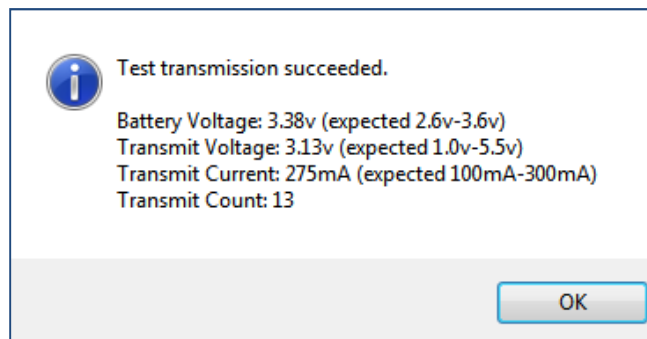 Test transmission succeeded.
Battery Voltage: 3.38v (expected 2.6v-3.6v)
Transmit Voltage: 3.13v (expected 1.0v-5.5v)
Transmit Current: 275mA (expected 100mA-300mA)
Transmit Count: 13
OK